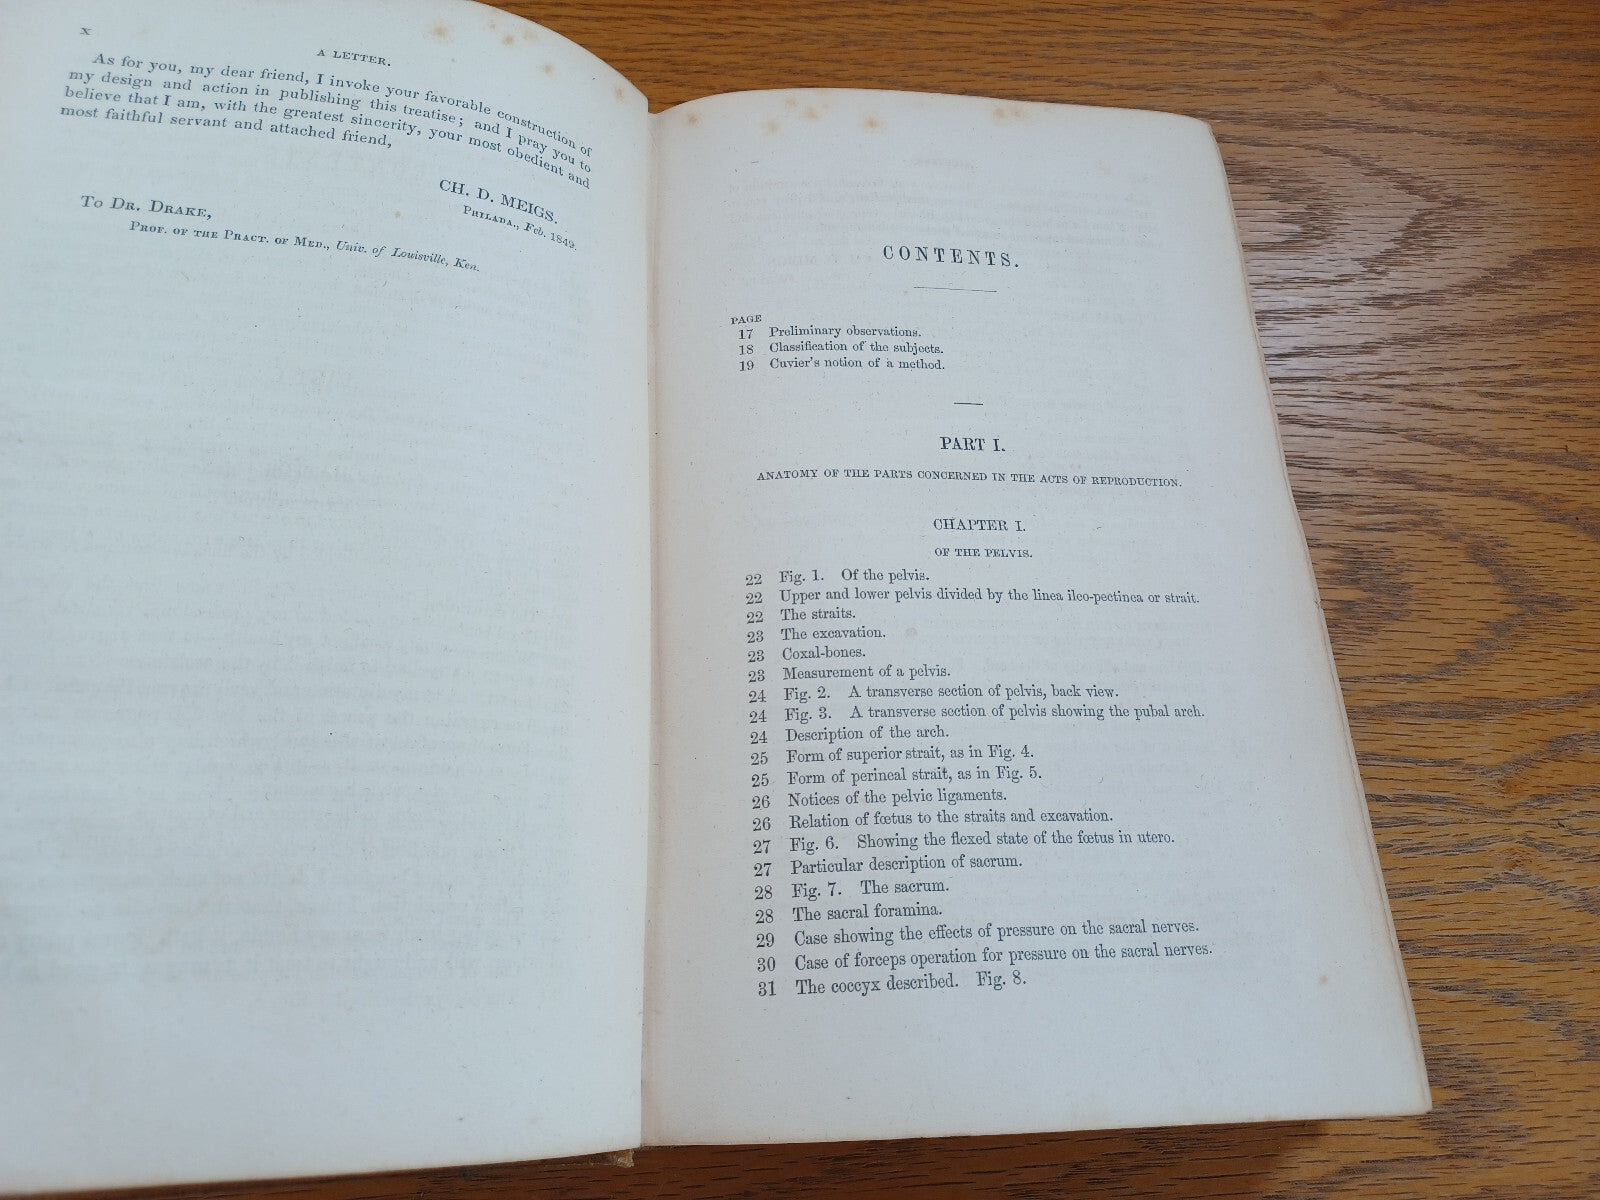 x
A LETTER.
As for you, my dear friend, I invoke your favorable construction of
my design and action in publishing this treatise; and I pray you to
believe that I am, with the greatest sincerity, your most obedient and
most faithful servant and attached friend,
CH. D. MEIGS.
PHILADA., Feb. 1849.
To DR. DRAKE,
PROF. OF THE PRACT. OF MED., Univ. of Louisville, Ken.
CONTENTS.
PAGE
17 Preliminary observations.
18 Classification of the subjects.
19 Cuvier's notion of a method.
PART I.
ANATOMY OF THE PARTS CONCERNED IN THE ACTS OF REPRODUCTION.
CHAPTER I.
OF THE PELVIS.
22 Fig. 1. Of the pelvis.
22 Upper and lower pelvis divided by the linea ileo-pectinea or strait.
22 The straits.
23 The excavation.
23 Coxal-bones.
23 Measurement of a pelvis.
24 Fig. 2. A transverse section of pelvis, back view.
24 Fig. 3. A transverse section of pelvis showing the pubal arch.
24 Description of the arch.
25 Form of superior strait, as in Fig. 4.
25 Form of perineal strait, as in Fig. 5.
26 Notices of the pelvic ligaments.
26 Relation of fœtus to the straits and excavation.
27 Fig. 6. Showing the flexed state of the fœtus in utero.
27 Particular description of sacrum.
28 Fig. 7. The sacrum.
28 The sacral foramina.
29 Case showing the effects of pressure on the sacral nerves.
30 Case of forceps operation for pressure on the sacral nerves.
31 The coccyx described. Fig. 8.